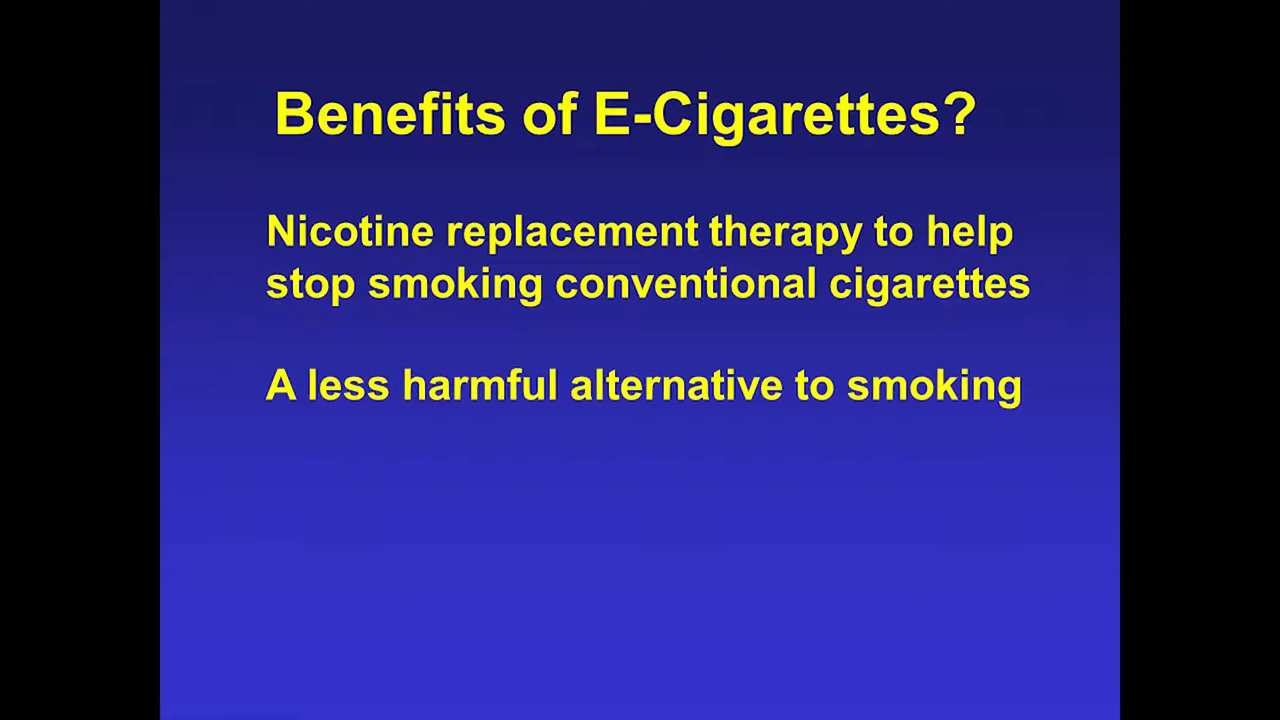 Benefits of E-Cigarettes?
Nicotine replacement therapy to help
stop smoking conventional cigarettes
A less harmful alternative to smoking